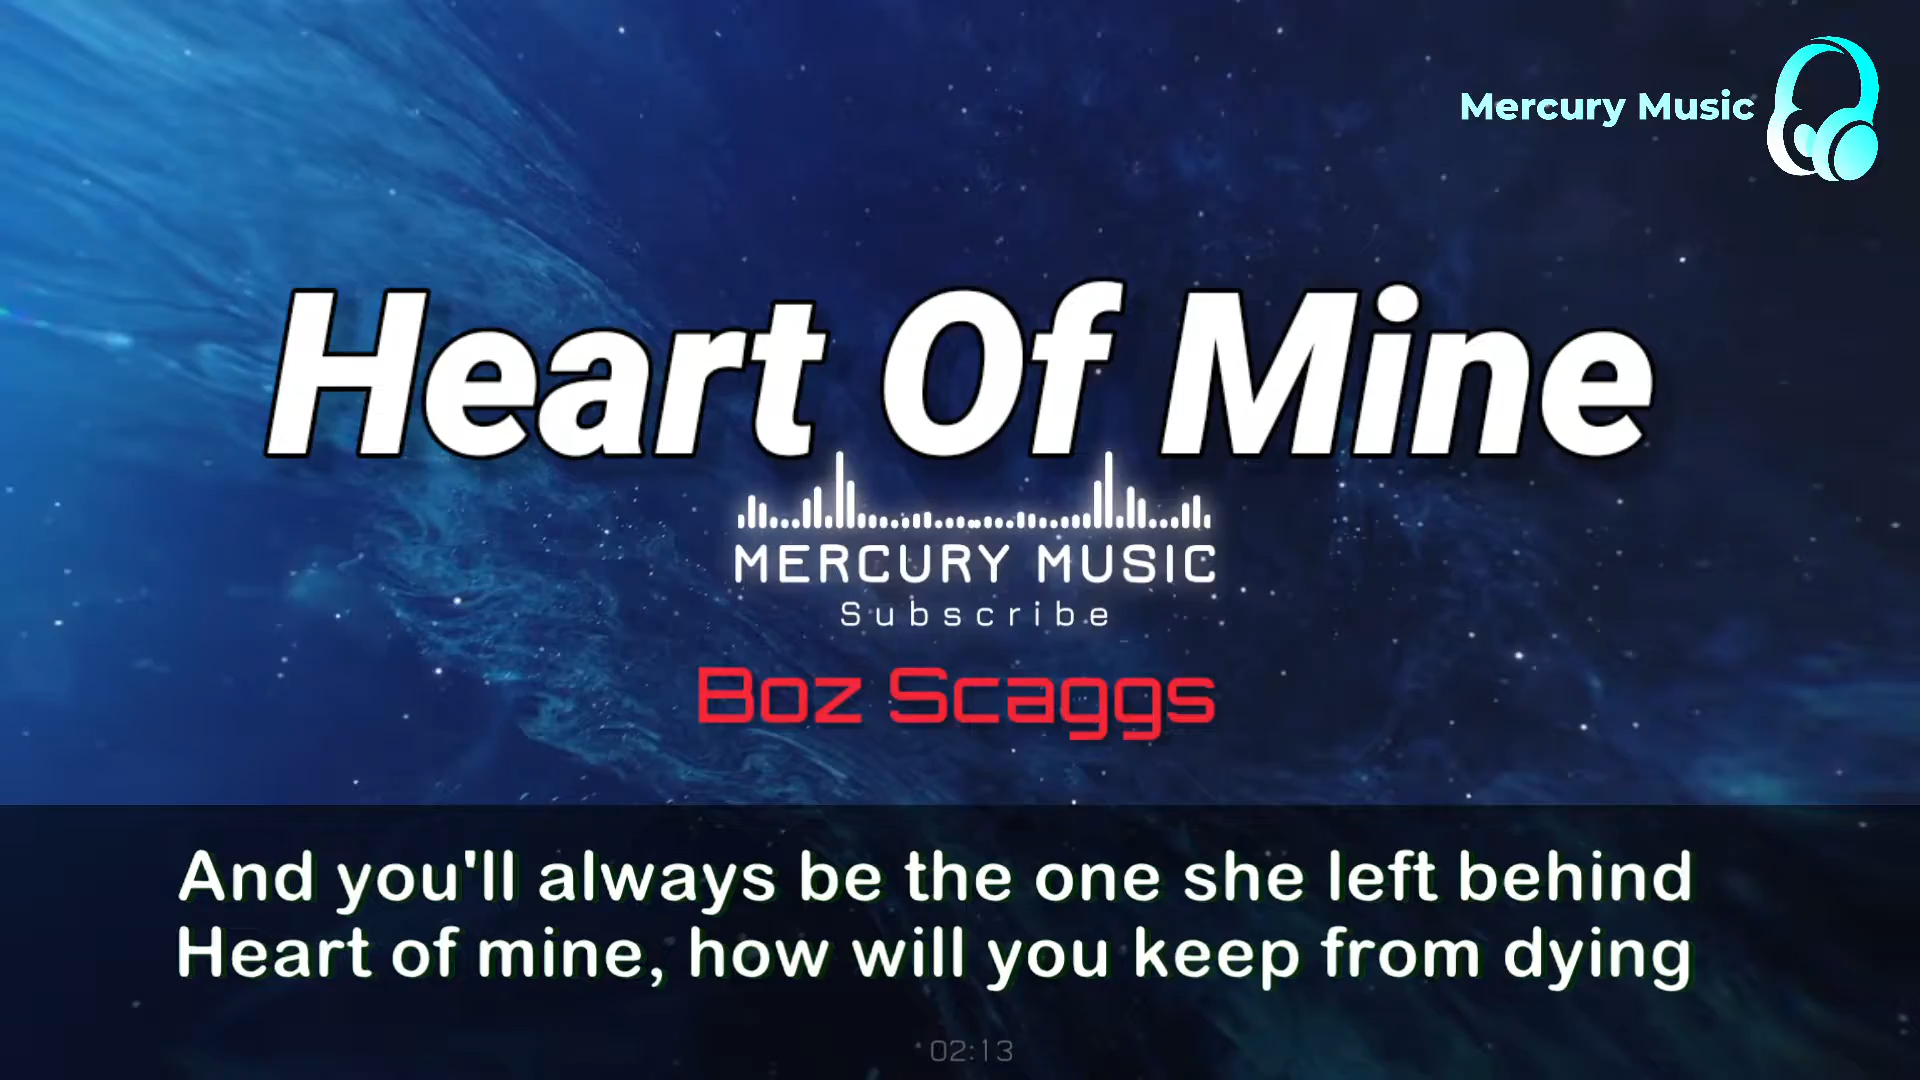 Mercury Music
Heart Of Mine
MERCURY MUSIC
Subscribe
Boz Scaggs
And you'll always be the one she left behind
Heart of mine, how will you keep from dying
02:13